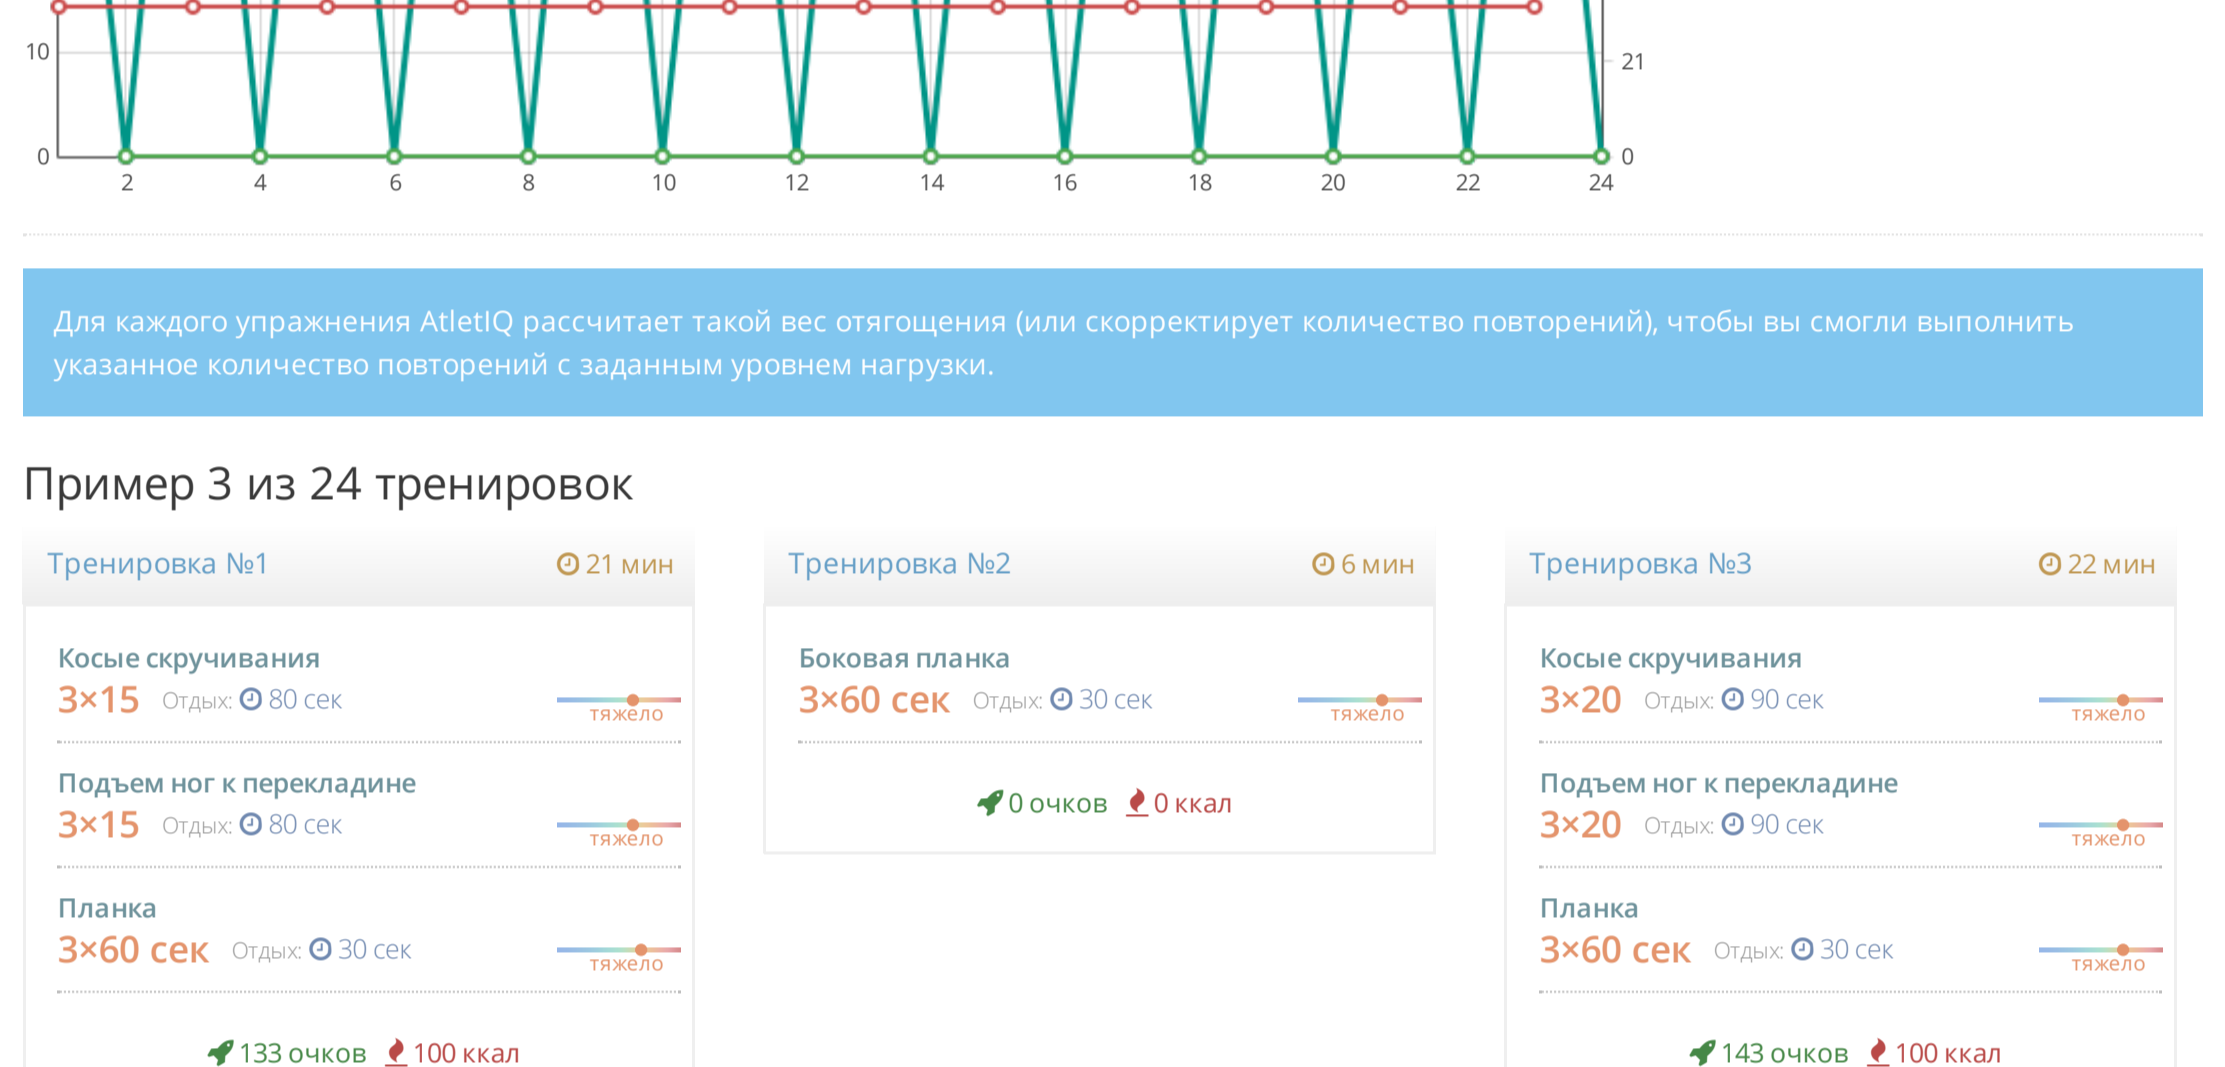 10
21
0
0
2 4 6 8 10 12 14 16 18 20 22 24
Для каждого упражнения AtletIQ рассчитает такой вес отягощения (или скорректирует количество повторений), чтобы вы смогли выполнить
указанное количество повторений с заданным уровнем нагрузки.
Пример 3 из 24 тренировок
Тренировка №1 21 мин
Косые скручивания
3×15 Отдых: 80 сек
тяжело
Подъем ног к перекладине
3×15 Отдых: 80 сек
тяжело
Планка
3×60 сек Отдых: 30 сек
тяжело
133 очков 100 ккал
Тренировка №2 6 мин
Боковая планка
3×60 сек Отдых: 30 сек
тяжело
0 очков 0 ккал
Тренировка №3 22 мин
Косые скручивания
3×20 Отдых: 90 сек
тяжело
Подъем ног к перекладине
3×20 Отдых: 90 сек
тяжело
Планка
3×60 сек Отдых: 30 сек
тяжело
143 очков 100 ккал